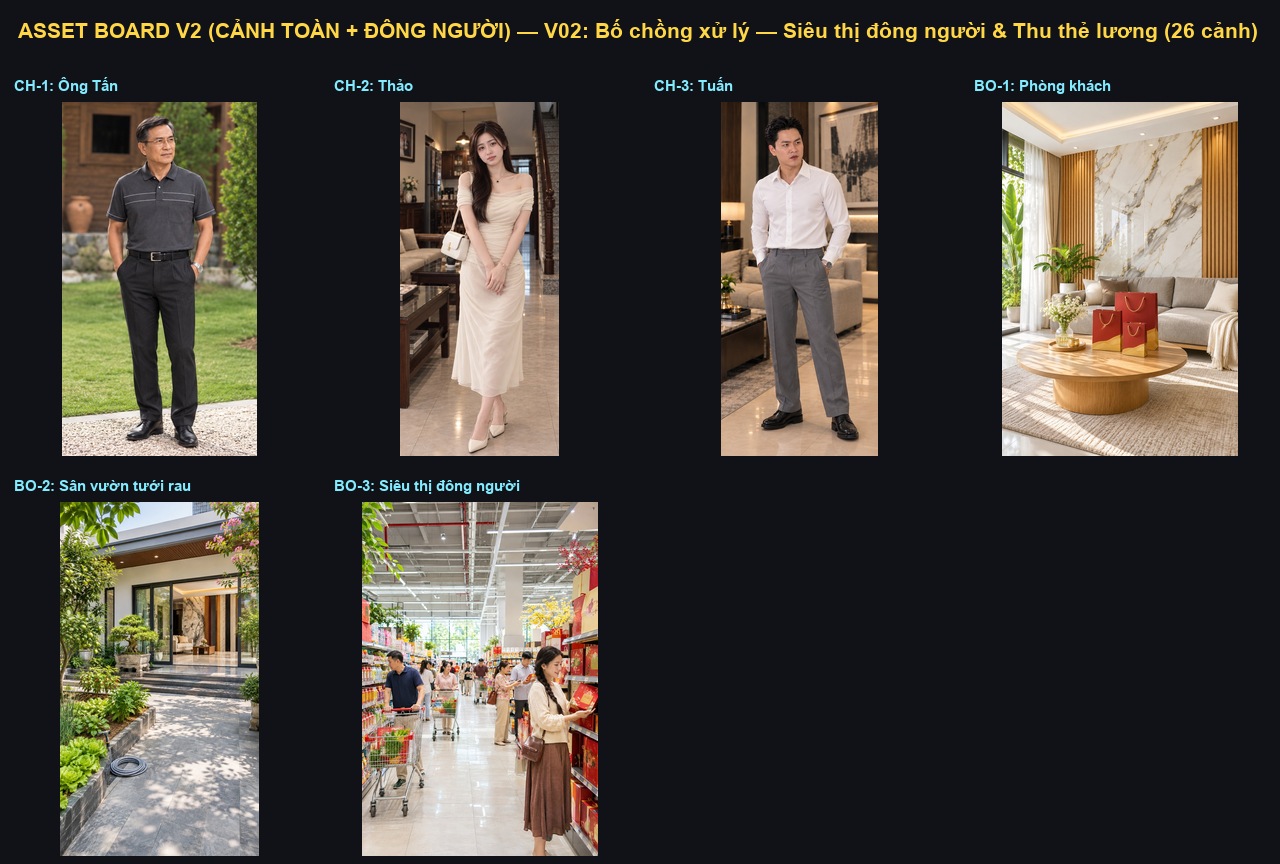 ASSET BOARD V2 (CẢNH TOÀN + ĐÔNG NGƯỜI) — V02: Bố chồng xử lý — Siêu thị đông người & Thu thẻ lương (26 cảnh)
CH-1: Ông Tấn
CH-2: Thảo
CH-3: Tuấn
BO-1: Phòng khách
BO-2: Sân vườn tưới rau
BO-3: Siêu thị đông người